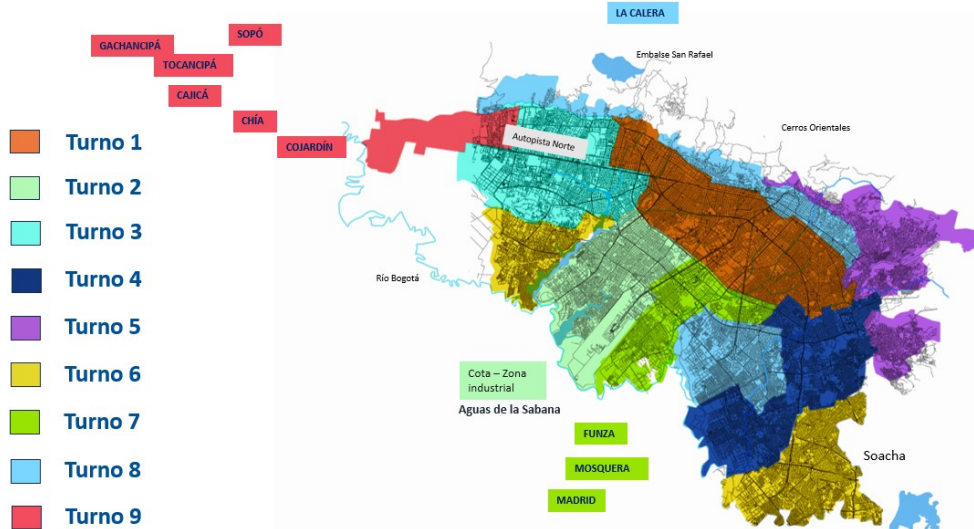 LA CALERA
SOPÓ
GACHANCIPÁ
TOCANCIPÁ
CAJICÁ
CHÍA
COJARDÍN
Embalse San Rafael
Cerros Orientales
Autopista Norte
Río Bogotá
Turno 1
Turno 2
Turno 3
Turno 4
Turno 5
Turno 6
Turno 7
Turno 8
Turno 9
Cota – Zona
industrial
Aguas de la Sabana
FUNZA
MOSQUERA
MADRID
Soacha